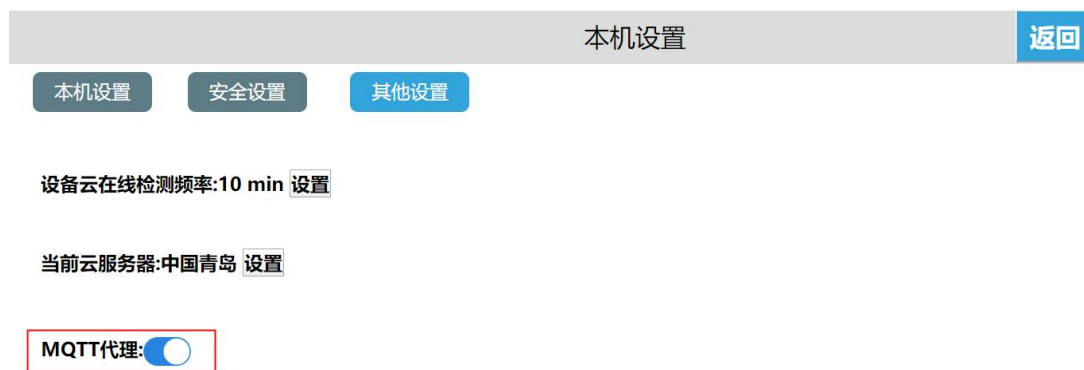 本机设置 返回
本机设置 安全设置 其他设置
设备云在线检测频率:10 min 设置
当前云服务器:中国青岛 设置
MQTT代理: